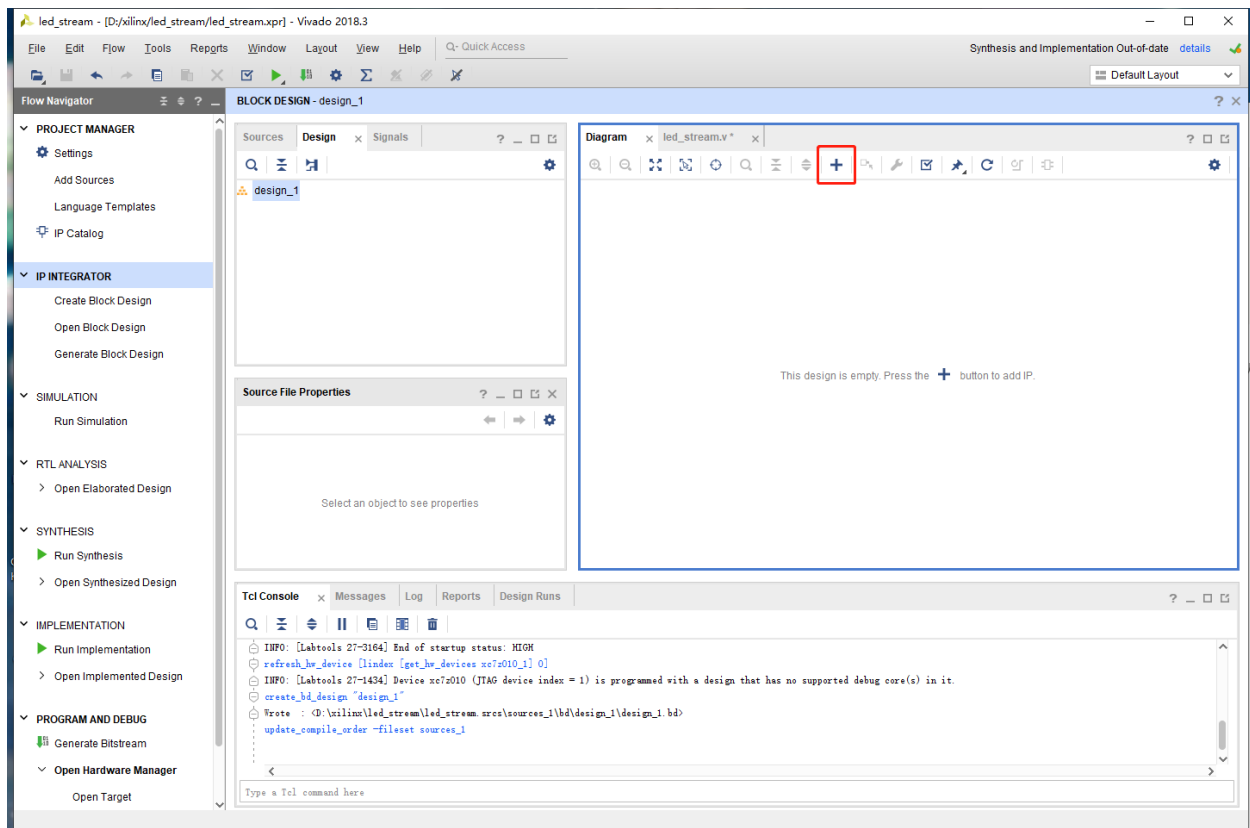 led_stream - [D:/xilinx/led_stream/led_stream.xpr] - Vivado 2018.3
File Edit Flow Tools Reports Window Layout View Help Q- Quick Access
Synthesis and Implementation Out-of-date details
Default Layout
Flow Navigator
BLOCK DESIGN - design_1
PROJECT MANAGER
Settings
Add Sources
Language Templates
IP Catalog
IP INTEGRATOR
Create Block Design
Open Block Design
Generate Block Design
SIMULATION
Run Simulation
RTL ANALYSIS
Open Elaborated Design
SYNTHESIS
Run Synthesis
Open Synthesized Design
IMPLEMENTATION
Run Implementation
Open Implemented Design
PROGRAM AND DEBUG
Generate Bitstream
Open Hardware Manager
Open Target
Sources Design Signals
design_1
Source File Properties
Select an object to see properties
Diagram led_stream.v *
This design is empty. Press the + button to add IP.
Tcl Console Messages Log Reports Design Runs
INFO: [Labtools 27-3164] End of startup status: HIGH
refresh_hw_device [lindex [get_hw_devices xc7z010_1] 0]
INFO: [Labtools 27-1434] Device xc7z010 (JTAG device index = 1) is programmed with a design that has no supported debug core(s) in it.
create_bd_design "design_1"
Wrote : <D:\xilinx\led_stream\led_stream.srcs\sources_1\bd\design_1\design_1.bd>
update_compile_order -fileset sources_1
Type a Tcl command here